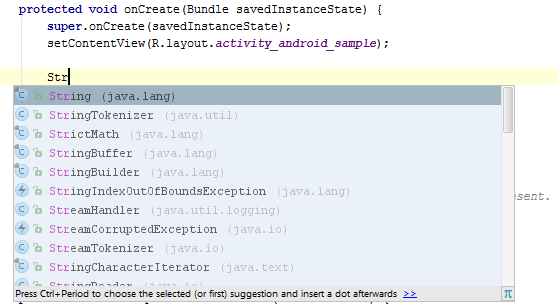 protected void onCreate(Bundle savedInstanceState) {
super.onCreate(savedInstanceState);
setContentView(R.layout.activity_android_sample);
Str
String (java.lang)
StringTokenizer (java.util)
StrictMath (java.lang)
StringBuffer (java.lang)
StringBuilder (java.lang)
StringIndexOutOfBoundsException (java.lang)
esent.
StreamHandler (java.util.logging)
StreamCorruptedException (java.io)
StreamTokenizer (java.io)
StringCharacterIterator (java.text)
StringReader (java.io)
Press Ctrl+Period to choose the selected (or first) suggestion and insert a dot afterwards >> π